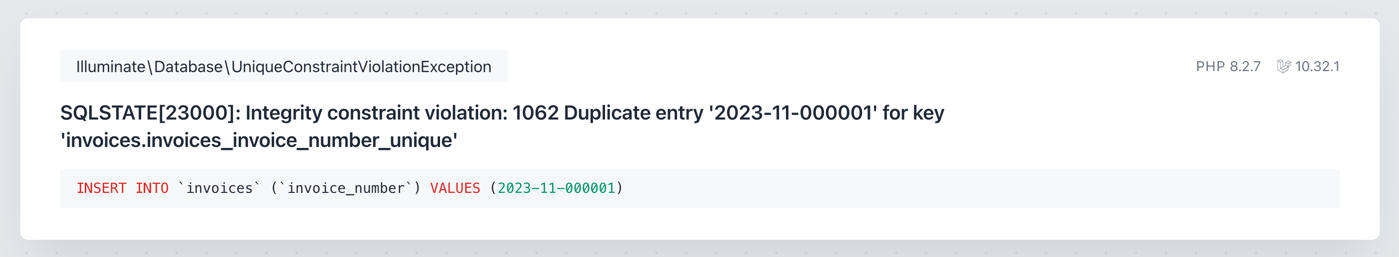 Illuminate\Database\UniqueConstraintViolationException
PHP 8.2.7 10.32.1
SQLSTATE[23000]: Integrity constraint violation: 1062 Duplicate entry '2023-11-000001' for key
'invoices.invoices_invoice_number_unique'
INSERT INTO `invoices` (`invoice_number`) VALUES (2023-11-000001)